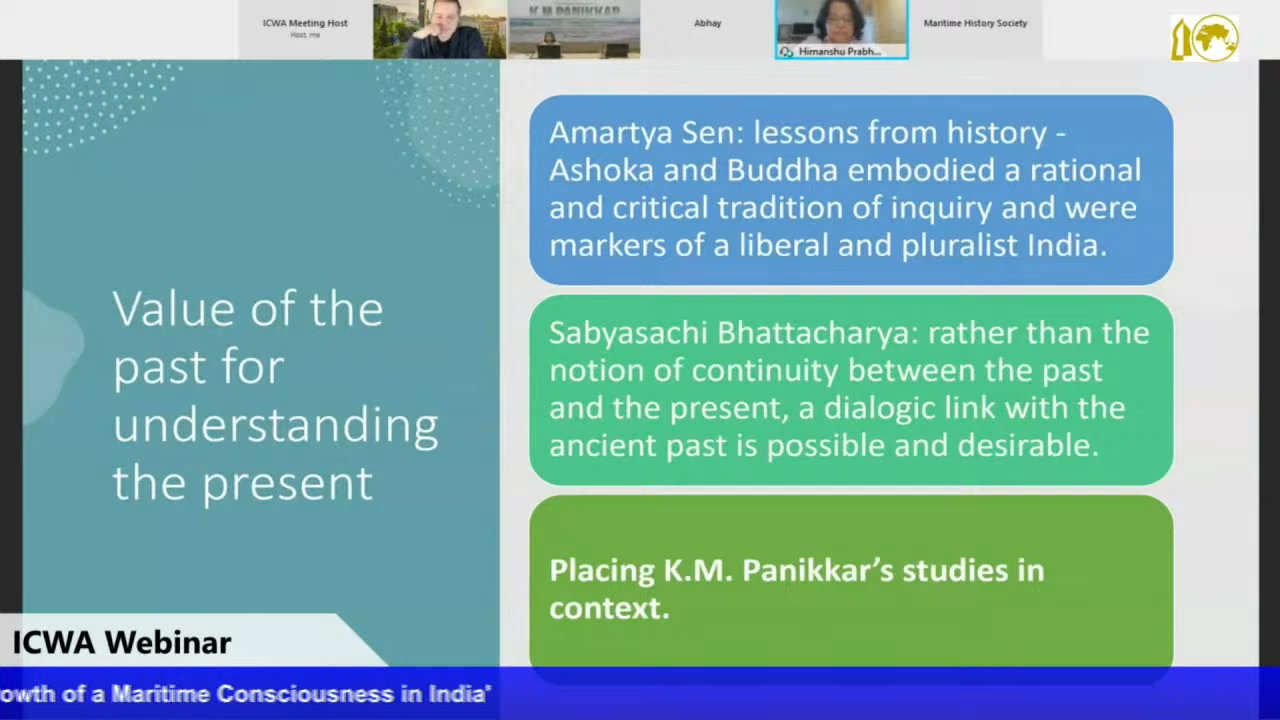 ICWA Meeting Host
Host, me
K M PANIKKAR
Abhay
Himanshu Prabh...
Maritime History Society
10
Value of the
past for
understanding
the present
Amartya Sen: lessons from history -
Ashoka and Buddha embodied a rational
and critical tradition of inquiry and were
markers of a liberal and pluralist India.
Sabyasachi Bhattacharya: rather than the
notion of continuity between the past
and the present, a dialogic link with the
ancient past is possible and desirable.
Placing K.M. Panikkar’s studies in
context.
ICWA Webinar
owth of a Maritime Consciousness in India'